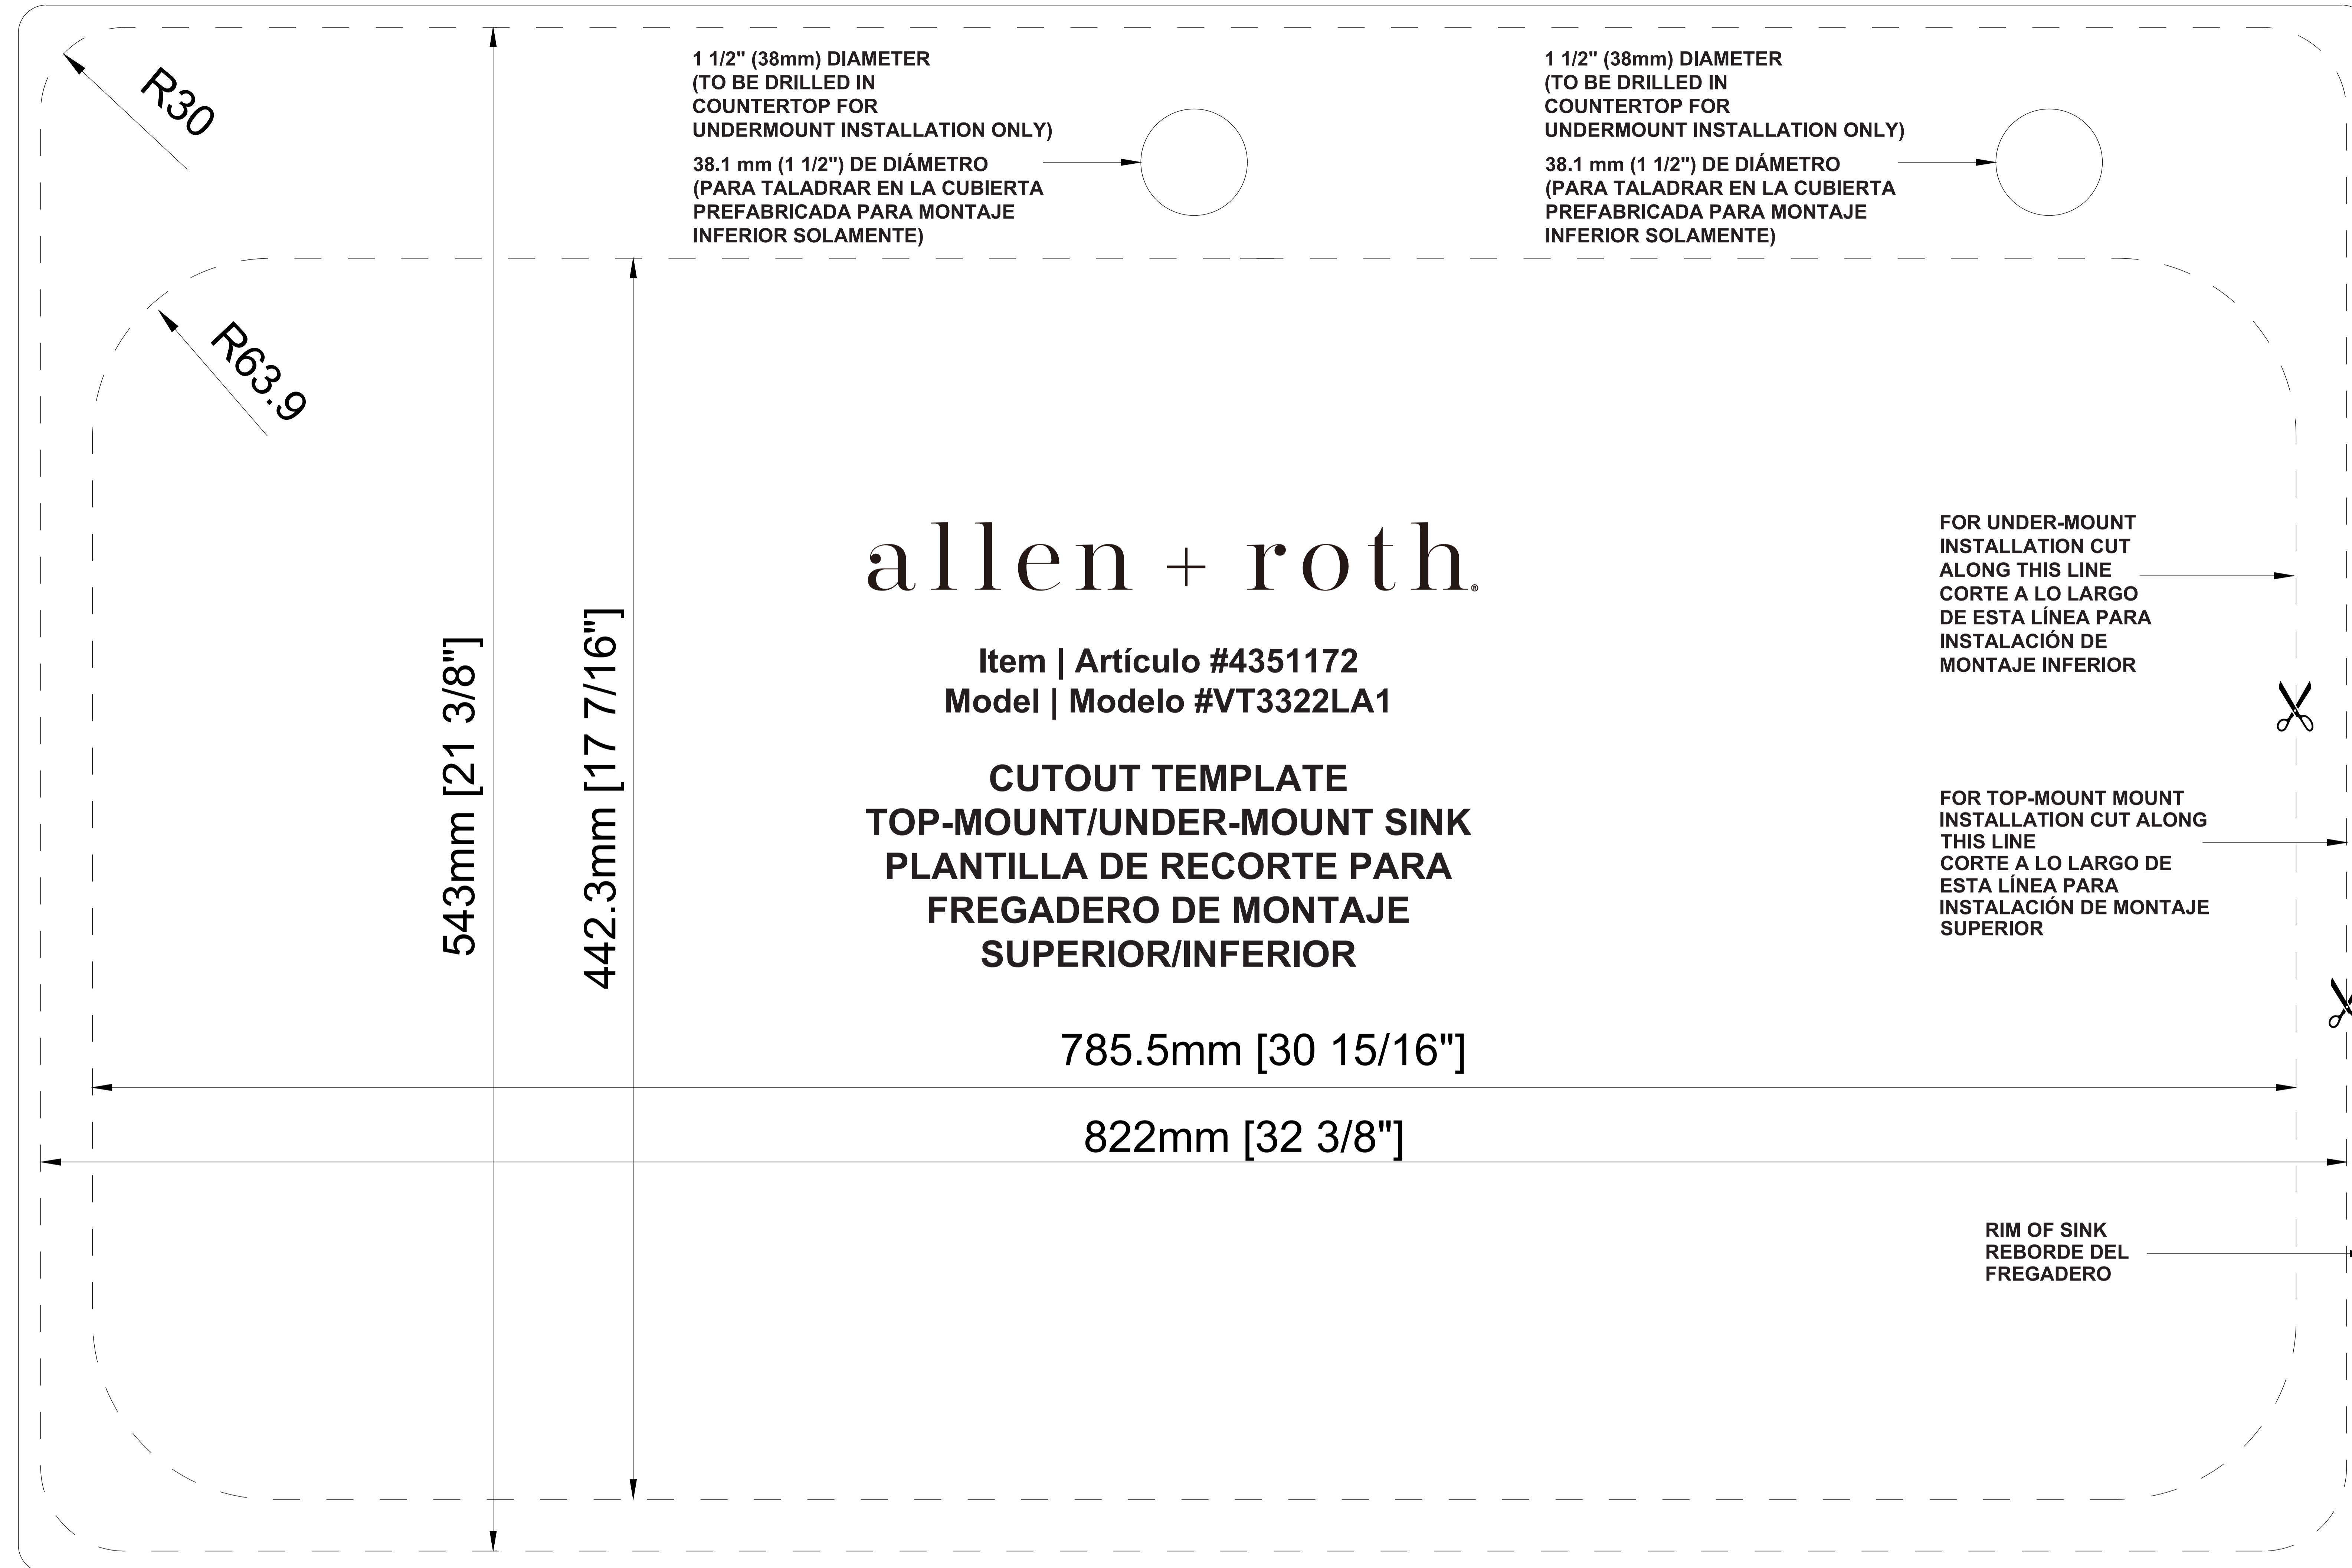 1 1/2" (38mm) DIAMETER
(TO BE DRILLED IN
COUNTERTOP FOR
UNDERMOUNT INSTALLATION ONLY)
38.1 mm (1 1/2") DE DIÁMETRO
(PARA TALADRAR EN LA CUBIERTA
PREFABRICADA PARA MONTAJE
INFERIOR SOLAMENTE)
1 1/2" (38mm) DIAMETER
(TO BE DRILLED IN
COUNTERTOP FOR
UNDERMOUNT INSTALLATION ONLY)
38.1 mm (1 1/2") DE DIÁMETRO
(PARA TALADRAR EN LA CUBIERTA
PREFABRICADA PARA MONTAJE
INFERIOR SOLAMENTE)
R30
R63.9
543mm [21 3/8"]
442.3mm [17 7/16"]
allen + roth®
Item | Artículo #4351172
Model | Modelo #VT3322LA1
CUTOUT TEMPLATE
TOP-MOUNT/UNDER-MOUNT SINK
PLANTILLA DE RECORTE PARA
FREGADERO DE MONTAJE
SUPERIOR/INFERIOR
FOR UNDER-MOUNT
INSTALLATION CUT
ALONG THIS LINE
CORTE A LO LARGO
DE ESTA LÍNEA PARA
INSTALACIÓN DE
MONTAJE INFERIOR
FOR TOP-MOUNT MOUNT
INSTALLATION CUT ALONG
THIS LINE
CORTE A LO LARGO DE
ESTA LÍNEA PARA
INSTALACIÓN DE MONTAJE
SUPERIOR
785.5mm [30 15/16"]
822mm [32 3/8"]
RIM OF SINK
REBORDE DEL
FREGADERO